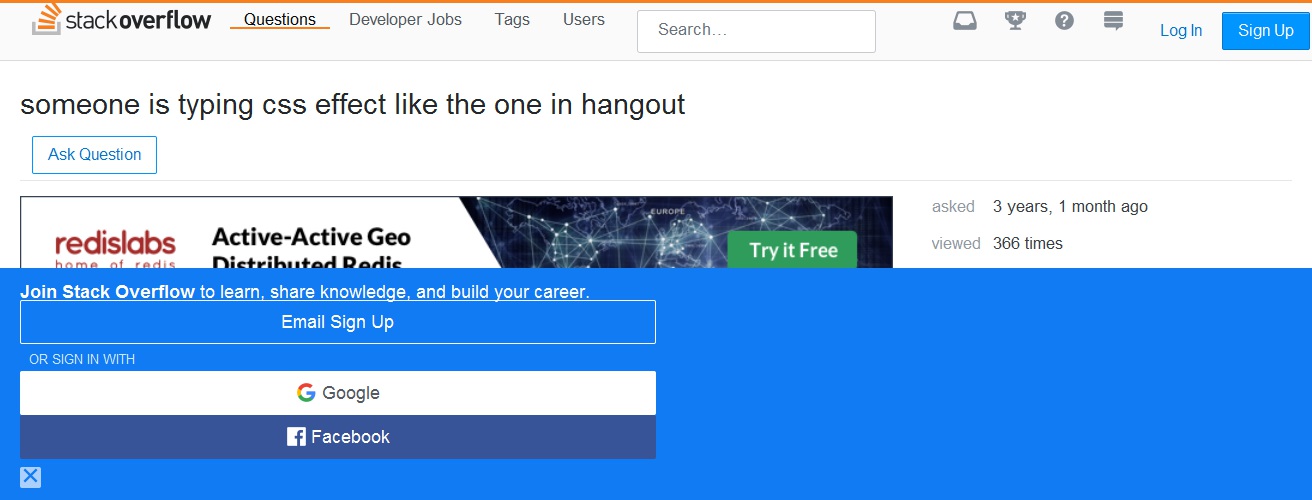 stackoverflow Questions Developer Jobs Tags Users Search... Log In Sign Up
someone is typing css effect like the one in hangout
Ask Question
asked 3 years, 1 month ago
viewed 366 times
redislabs
home of redis
Active-Active Geo
Distributed Redis
EUROPE
Try it Free
Join Stack Overflow to learn, share knowledge, and build your career.
Email Sign Up
OR SIGN IN WITH
Google
Facebook